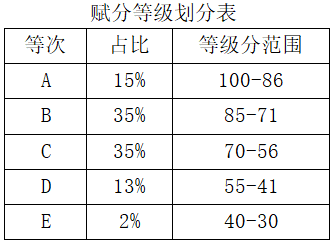 赋分等级划分表
等次 占比 等级分范围
A 15% 100-86
B 35% 85-71
C 35% 70-56
D 13% 55-41
E 2% 40-30